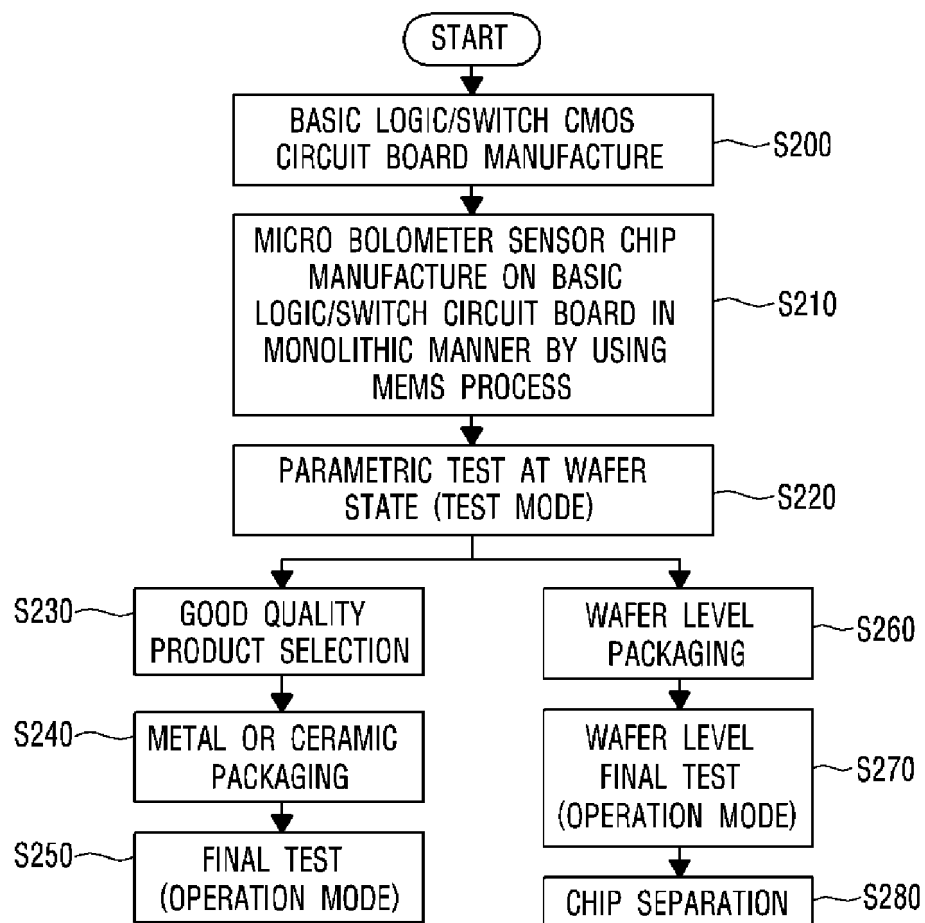 START
BASIC LOGIC/SWITCH CMOS
CIRCUIT BOARD MANUFACTURE
S200
MICRO BOLOMETER SENSOR CHIP
MANUFACTURE ON BASIC
LOGIC/SWITCH CIRCUIT BOARD IN
MONOLITHIC MANNER BY USING
MEMS PROCESS
S210
PARAMETRIC TEST AT WAFER
STATE (TEST MODE)
S220
S230
GOOD QUALITY
PRODUCT SELECTION
S240
METAL OR CERAMIC
PACKAGING
S250
FINAL TEST
(OPERATION MODE)
WAFER LEVEL
PACKAGING
S260
WAFER LEVEL
FINAL TEST
(OPERATION MODE)
S270
CHIP SEPARATION
S280